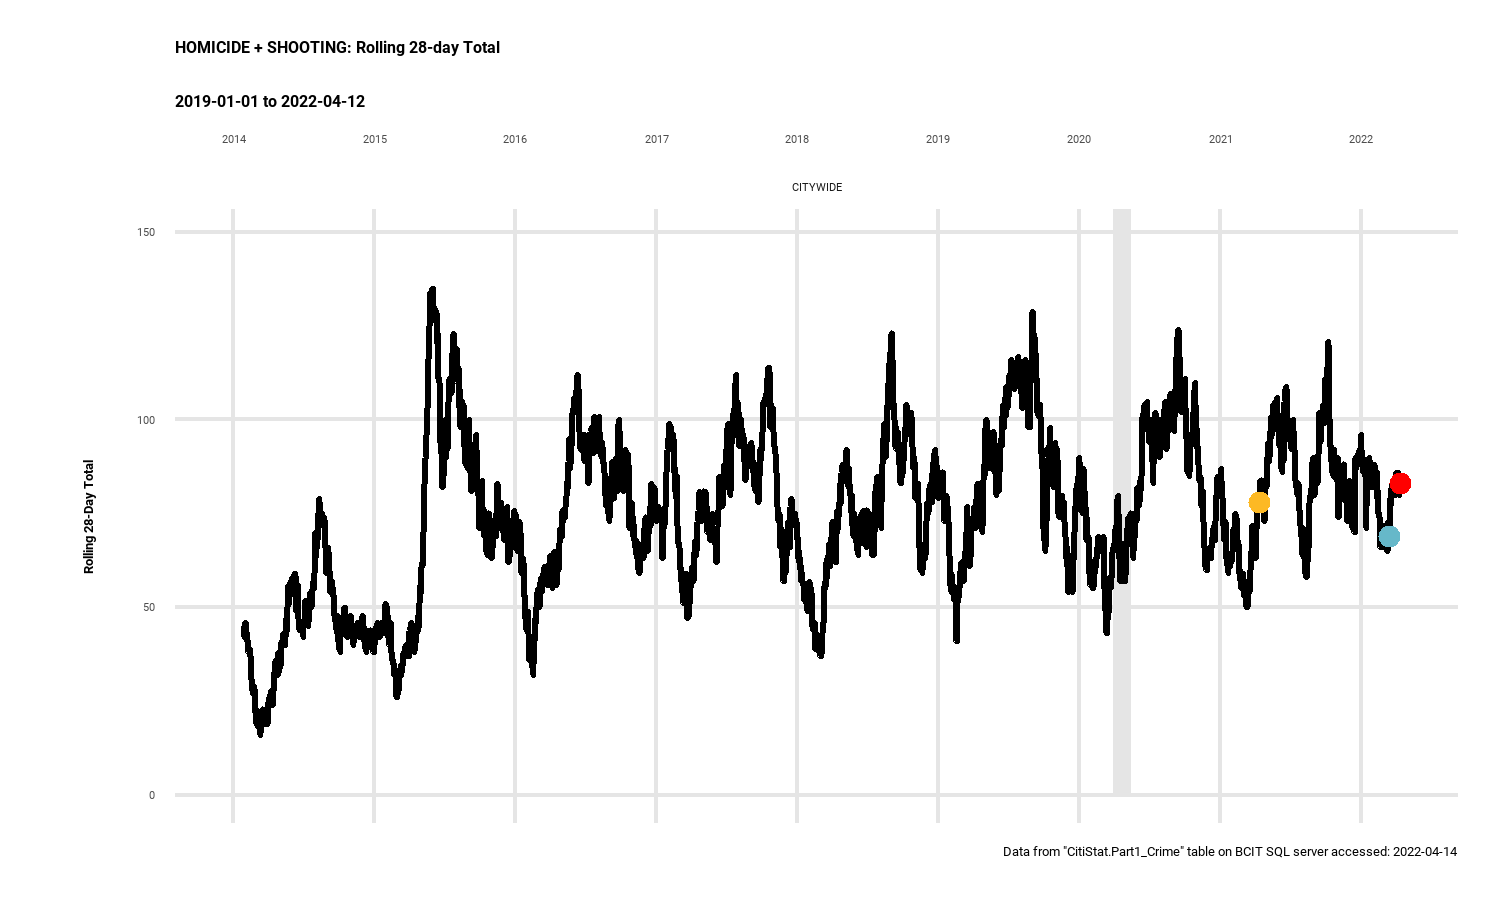 HOMICIDE + SHOOTING: Rolling 28-day Total
2019-01-01 to 2022-04-12
2014 2015 2016 2017 2018 2019 2020 2021 2022
CITYWIDE
150
100
50
0
Rolling 28-Day Total
Data from "CitiStat.Part1_Crime" table on BCIT SQL server accessed: 2022-04-14